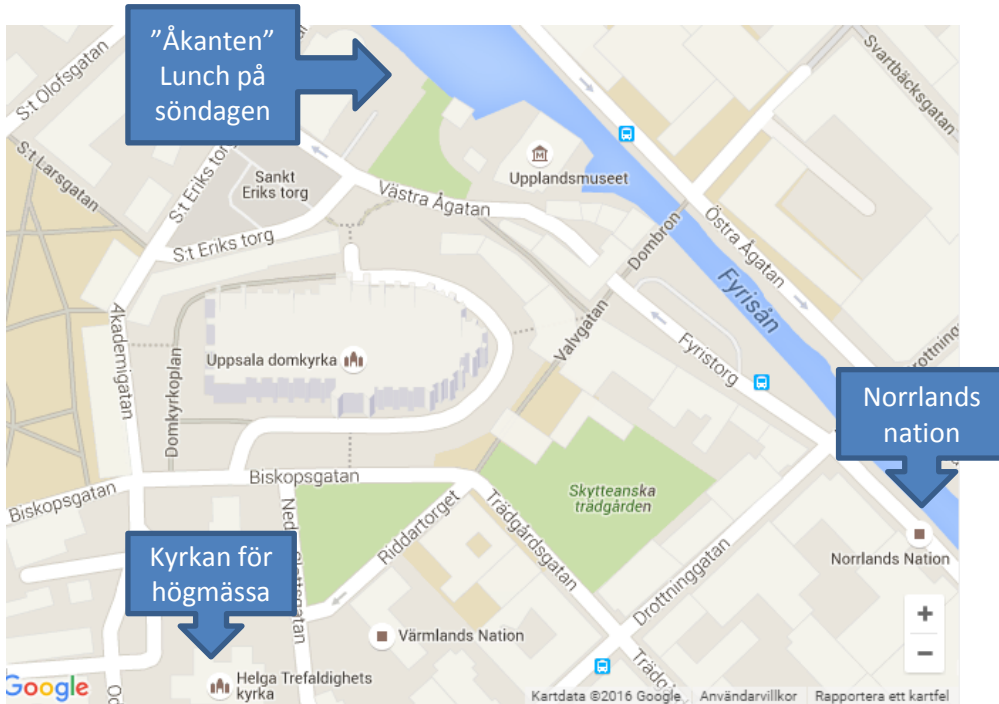 ”Åkanten”
Lunch på
söndagen
S:t Olofsgatan
S:t Larsgatan
S:t Eriks
Sankt
Eriks torg
S:t Eriks torg
Västra Ågatan
Upplandsmuseet
Svartbäcksgatan
Östra Ågatan
Dombron
Fyrisån
Valvgatan
Fyristorg
Akademigatan
Domkyrkoplan
Uppsala domkyrka
Norrlands
nation
Biskopsgatan
Biskopsgatan
Riddartorget
Trädgårdsgatan
Skytteanska
trädgården
Drottninggatan
Norrlands Nation
Kyrkan för
högmässa
Värmlands Nation
Helga Trefaldighets
kyrka
+
−
Google
Kartdata ©2016 Google
Användarvillkor
Rapportera ett kartfel